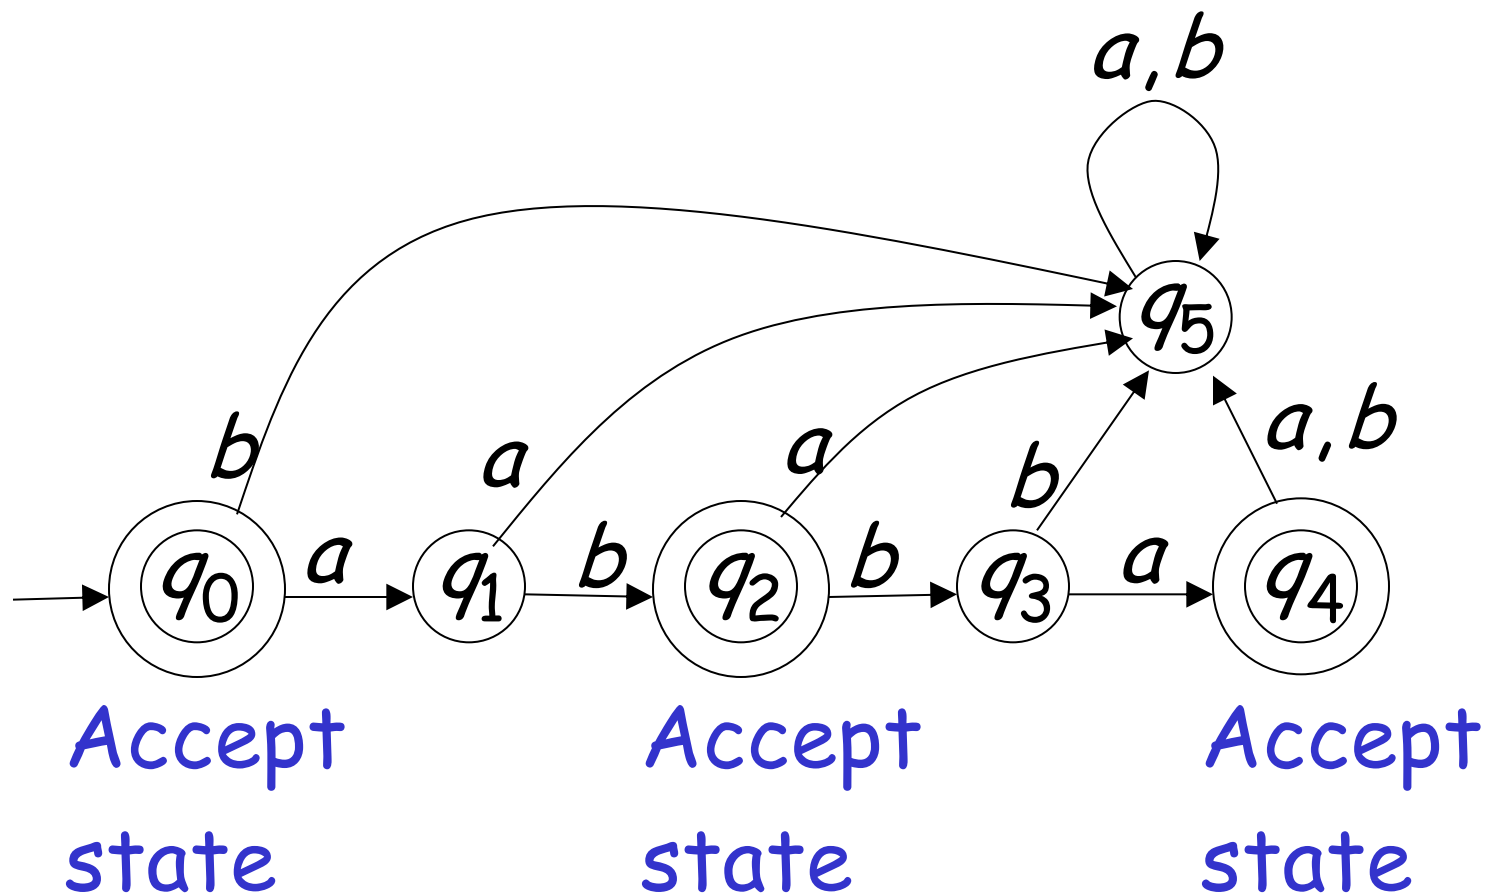 a,b
q5
b
a
a
b
a,b
q0
a
q1
b
q2
b
q3
a
q4
Accept state
Accept state
Accept state